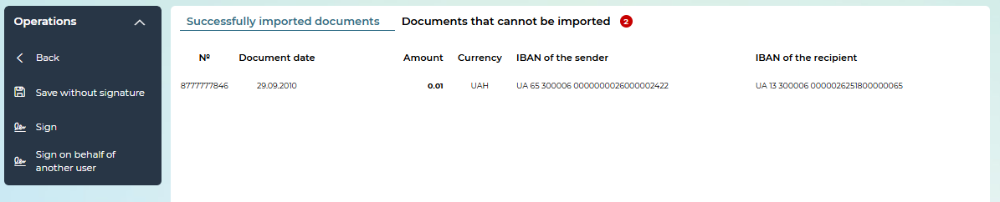 Operations
Back
Save without signature
Sign
Sign on behalf of
another user
Successfully imported documents Documents that cannot be imported 2
№ Document date Amount Currency IBAN of the sender IBAN of the recipient
8777777846 29.09.2010 0.01 UAH UA 65 300006 0000000026000002422 UA 13 300006 0000026251800000065